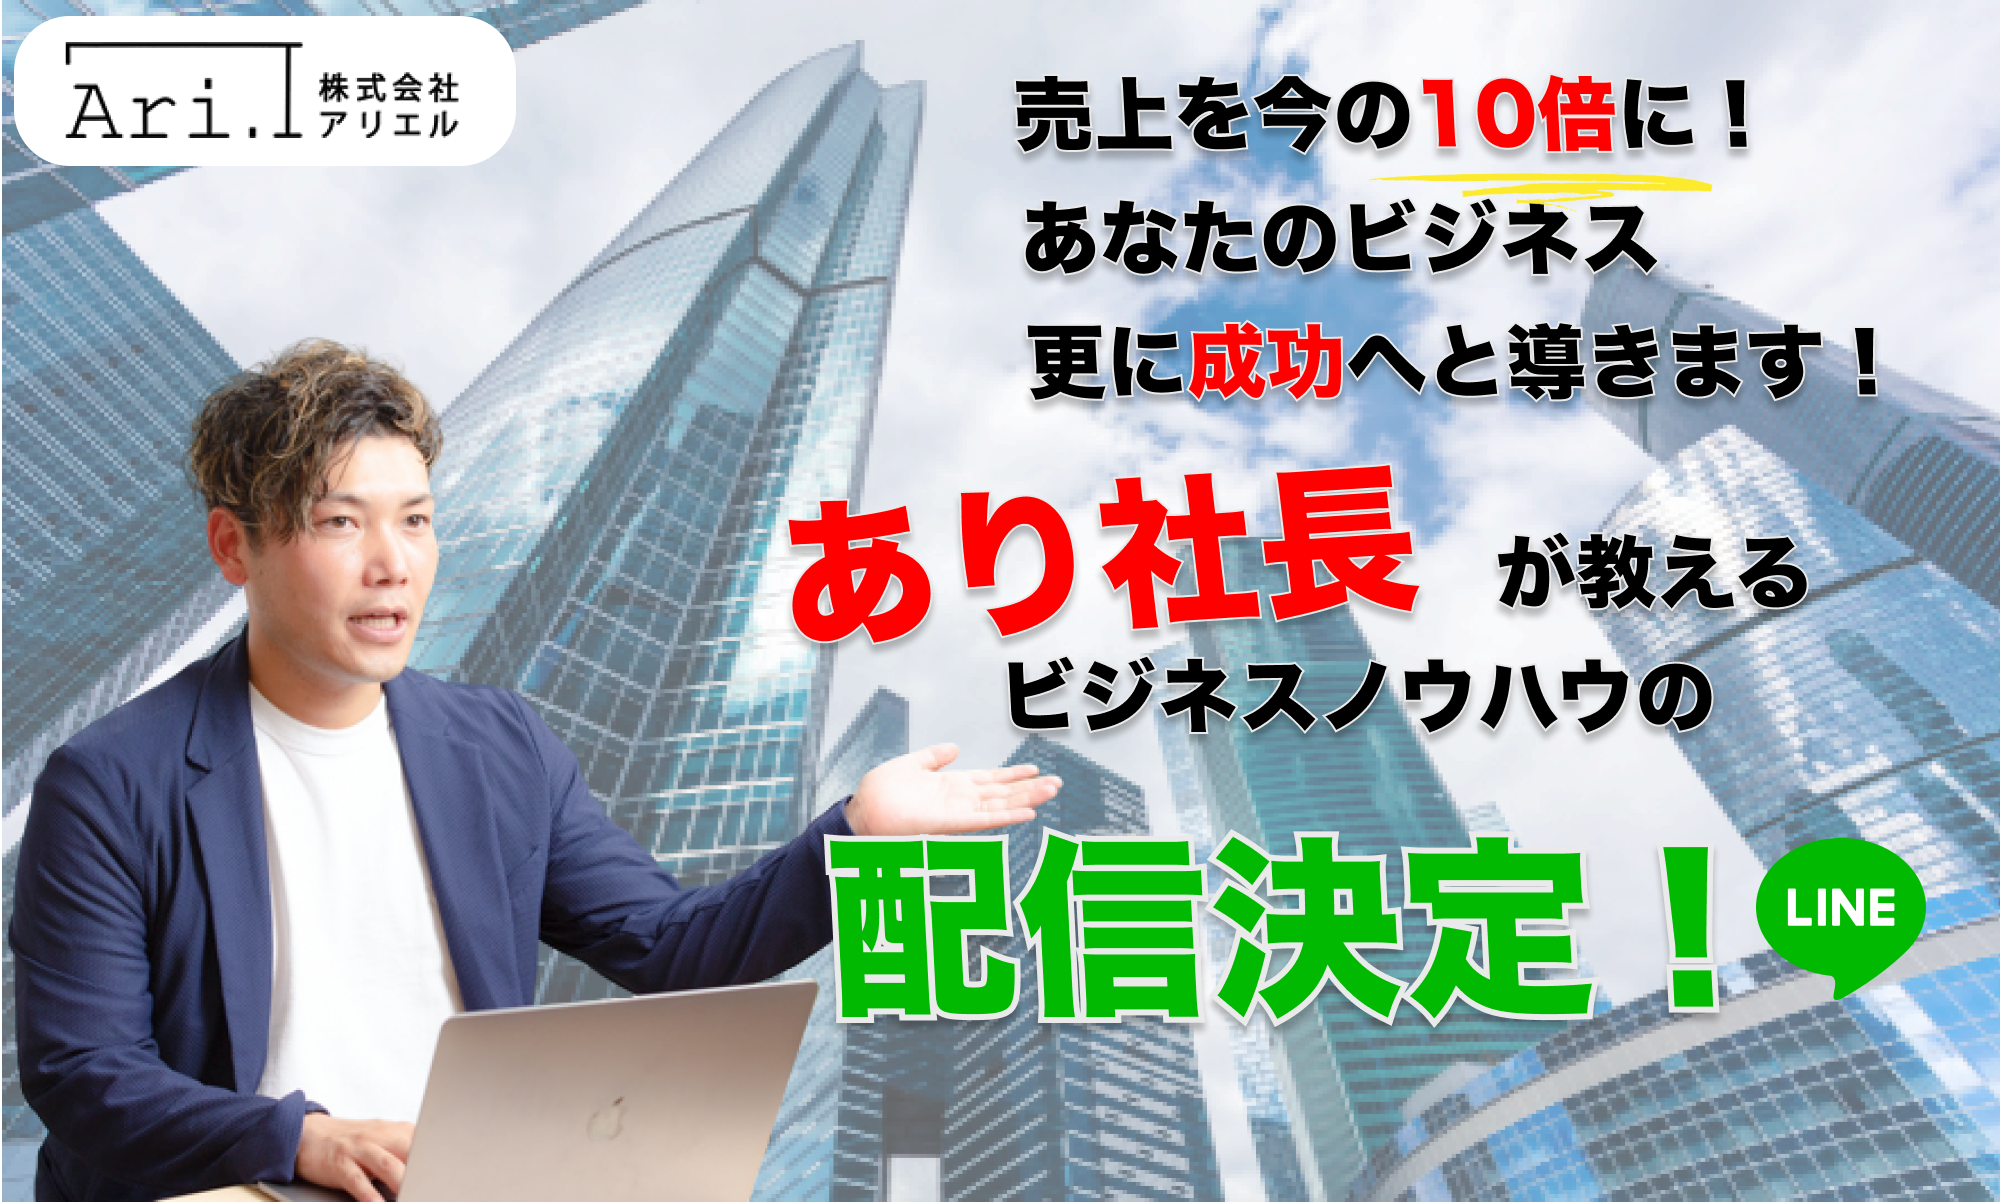 Ari.l
株式会社
アリエル
売上を今の10倍に！
あなたのビジネス
更に成功へと導きます！
あり社長 が教える
ビジネスノウハウの
配信決定！
LINE